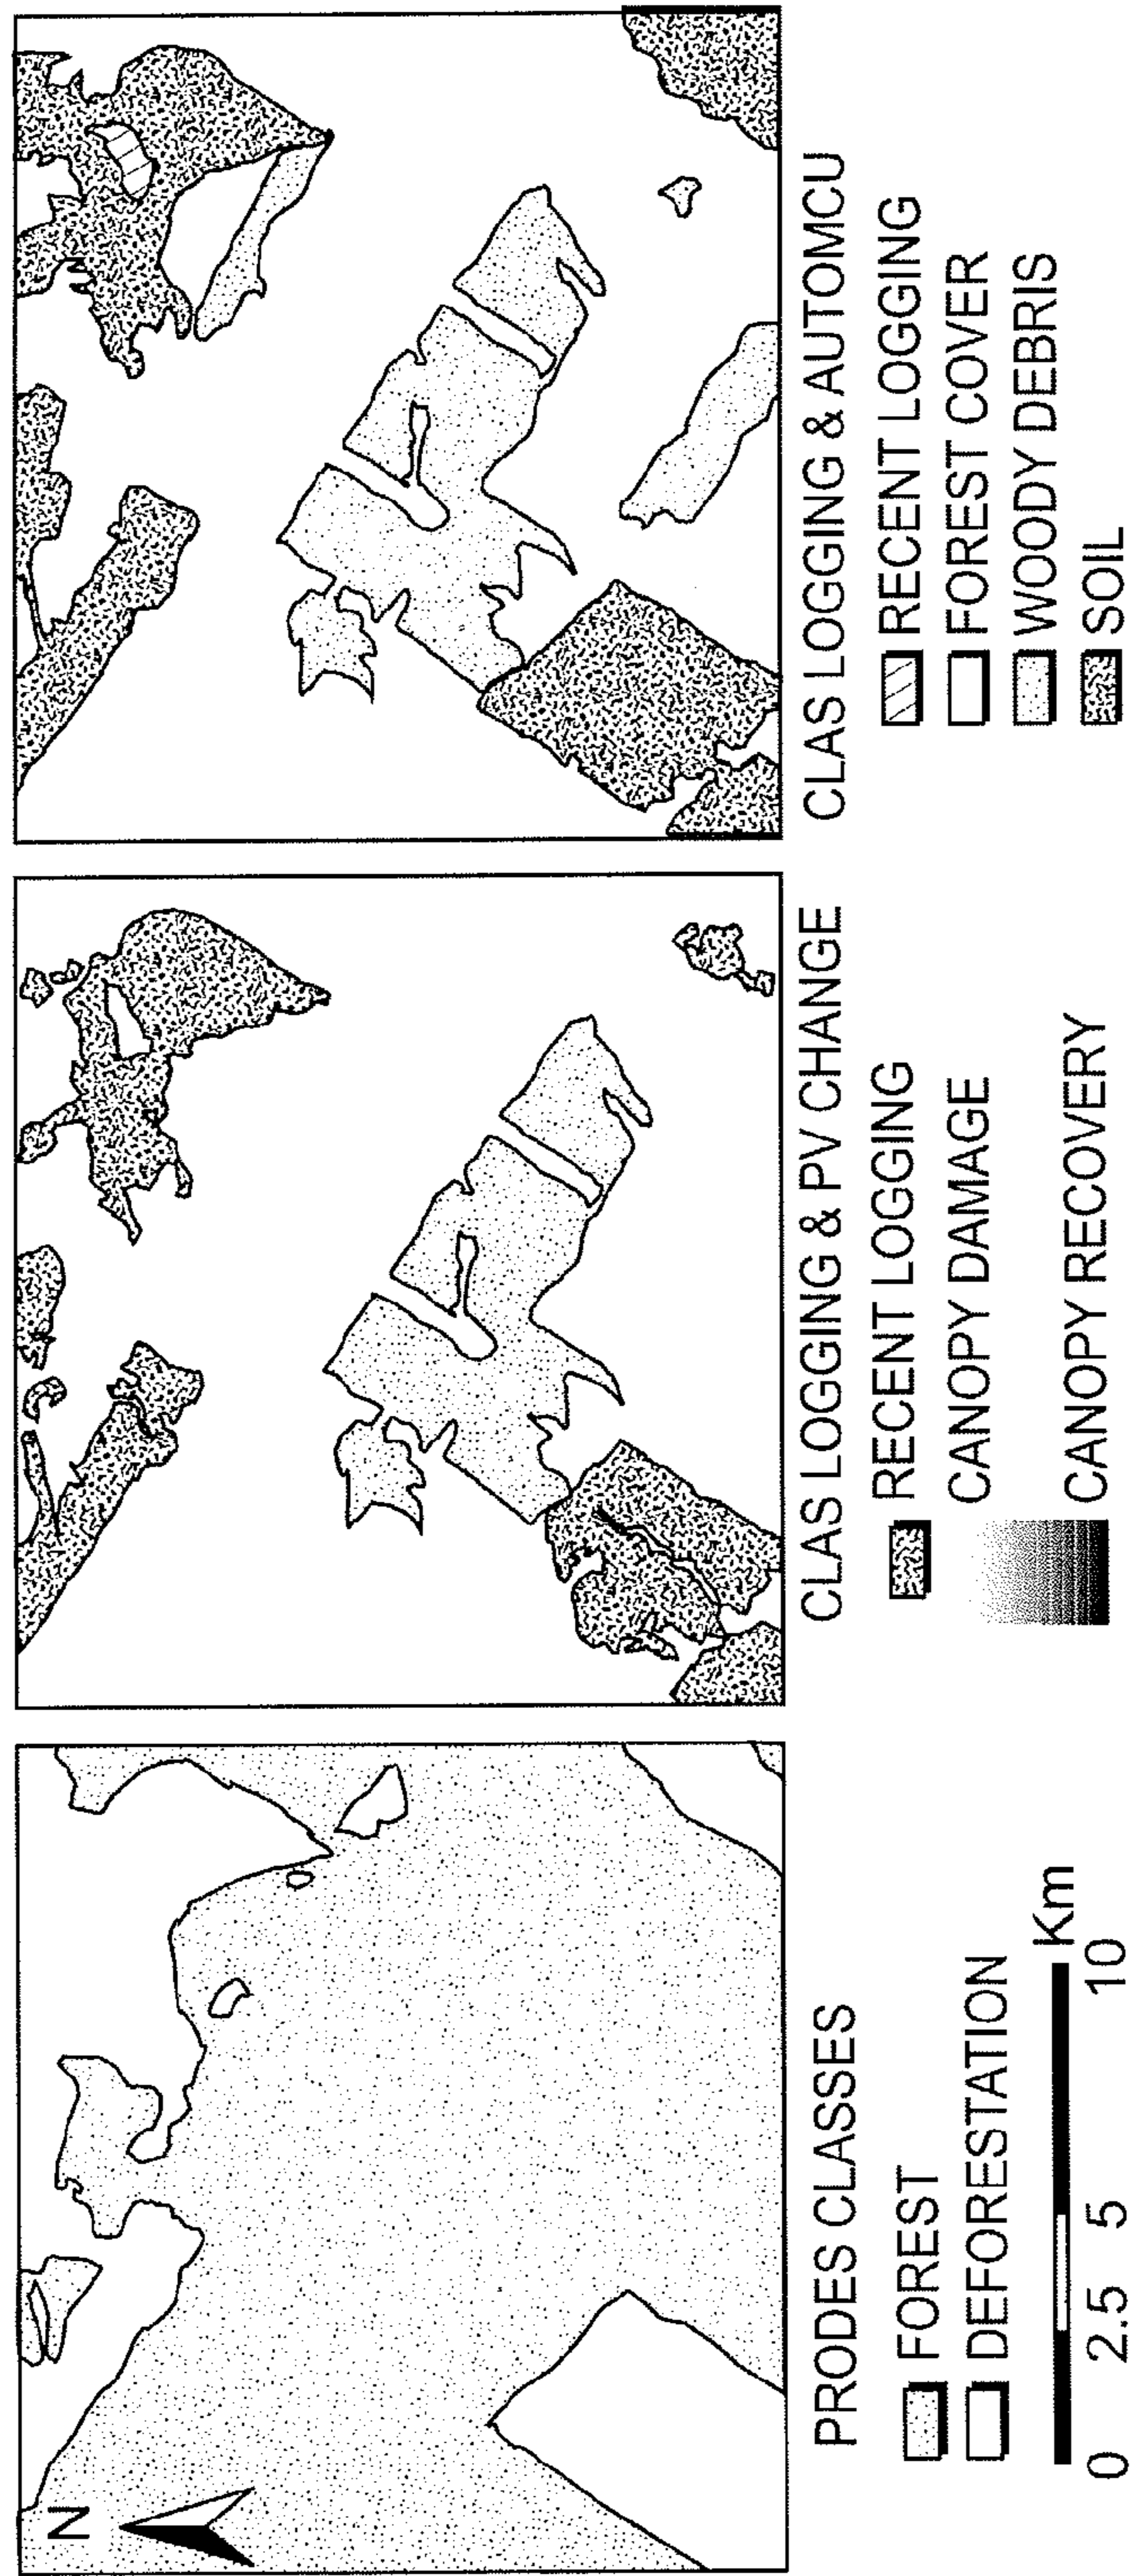 N
PRODES CLASSES
FOREST
DEFORESTATION
0 2.5 5 10
Km
CLAS LOGGING & PV CHANGE
RECENT LOGGING
CANOPY DAMAGE
CANOPY RECOVERY
CLAS LOGGING & AUTOMCU
RECENT LOGGING
FOREST COVER
WOODY DEBRIS
SOIL